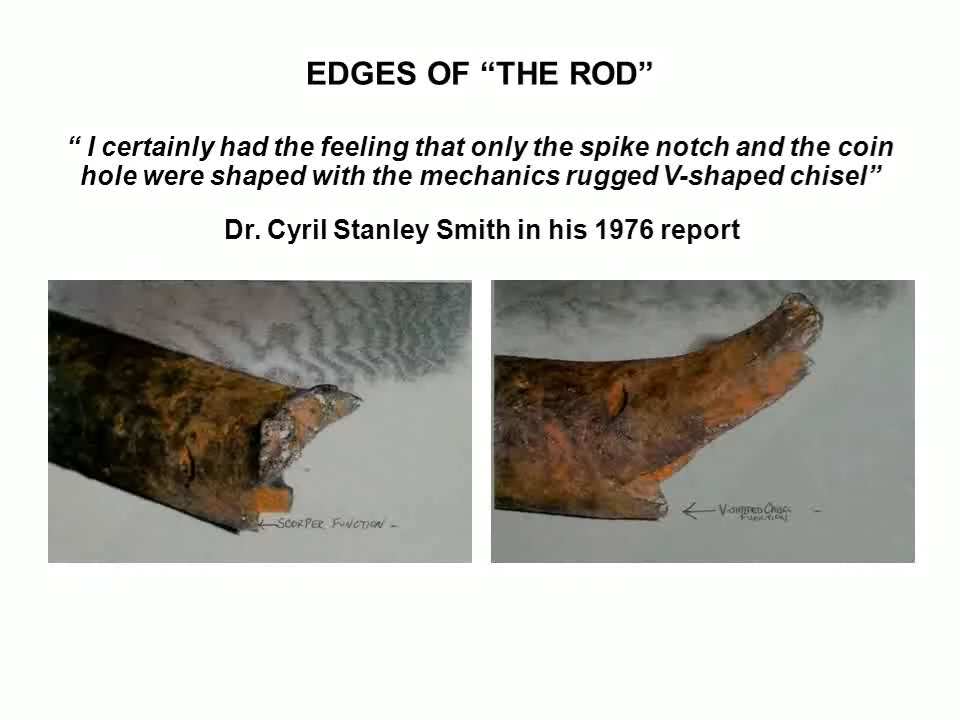 EDGES OF “THE ROD”
“ I certainly had the feeling that only the spike notch and the coin
hole were shaped with the mechanics rugged V-shaped chisel”
Dr. Cyril Stanley Smith in his 1976 report
SCORPER FUNCTION -
FUNCTION -